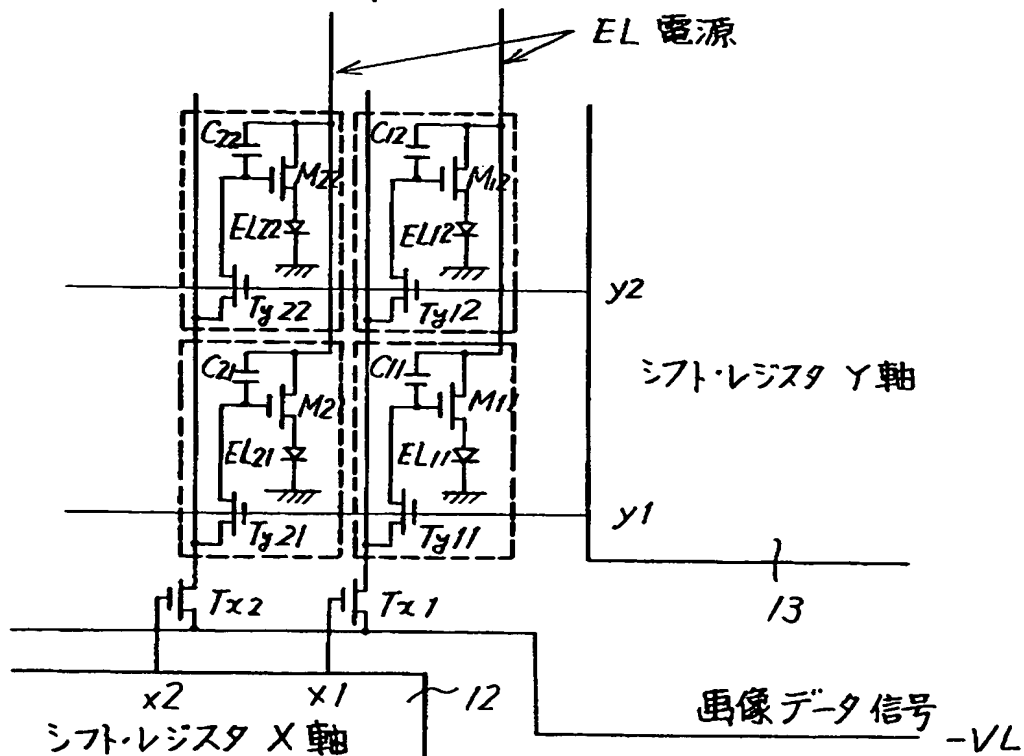 EL 電源
C22
C12
M22
M12
EL22
EL12
Ty22
Ty12
y2
シフト・レジスタ Y軸
C21
C11
M2
M11
EL21
EL11
Ty21
Ty11
y1
13
Tx2
Tx1
x2
x1
12
シフト・レジスタ X軸
画像データ信号
-VL